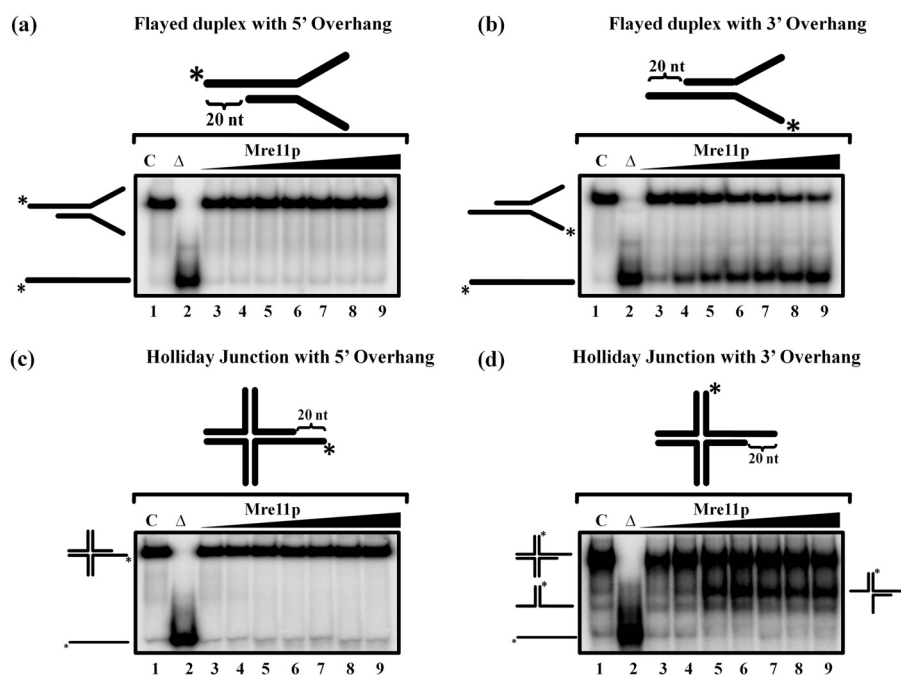 (a) Flayed duplex with 5’ Overhang
*
20 nt
C Δ Mre11p
*
*
1 2 3 4 5 6 7 8 9
(b) Flayed duplex with 3’ Overhang
20 nt
*
C Δ Mre11p
*
*
1 2 3 4 5 6 7 8 9
(c) Holliday Junction with 5’ Overhang
20 nt
*
C Δ Mre11p
*
*
1 2 3 4 5 6 7 8 9
(d) Holliday Junction with 3’ Overhang
*
20 nt
C Δ Mre11p
*
*
*
*
1 2 3 4 5 6 7 8 9